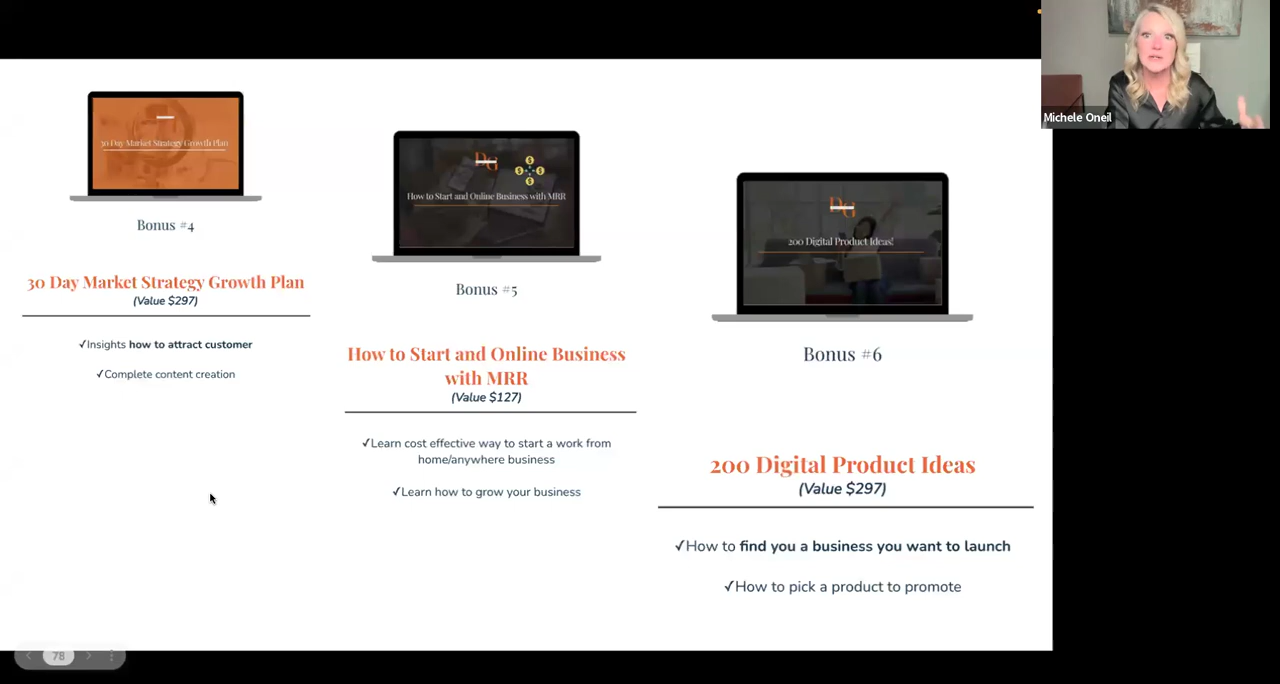 Michele Oneil
30 Day Market Strategy Growth Plan
Bonus #4
30 Day Market Strategy Growth Plan
(Value $297)
✓Insights how to attract customer
✓Complete content creation
DG
How to Start and Online Business with MRR
Bonus #5
How to Start and Online Business
with MRR
(Value $127)
✓Learn cost effective way to start a work from
home/anywhere business
✓Learn how to grow your business
DG
200 Digital Product Ideas!
Bonus #6
200 Digital Product Ideas
(Value $297)
✓How to find you a business you want to launch
✓How to pick a product to promote
78